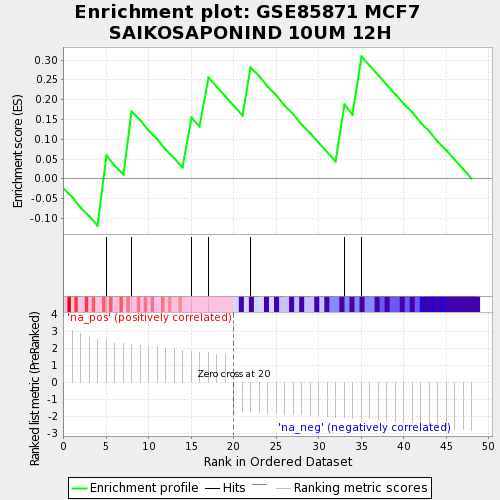 Enrichment plot: GSE85871 MCF7
SAIKOSAPONIND 10UM 12H
Enrichment score (ES)
0.30
0.25
0.20
0.15
0.10
0.05
0.00
-0.05
-0.10
Ranked list metric (PreRanked)
4
3
2
1
0
-1
-2
-3
'na_pos' (positively correlated)
Zero cross at 20
'na_neg' (negatively correlated)
0 5 10 15 20 25 30 35 40 45 50
Rank in Ordered Dataset
Enrichment profile Hits Ranking metric scores